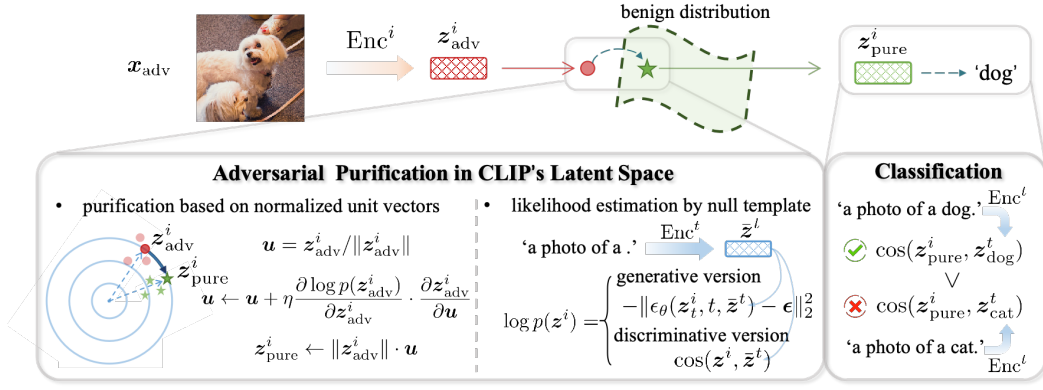 benign distribution
𝒙_adv
Enc^i
𝒛^i_adv
𝒛^i_pure
‘dog’
Adversarial Purification in CLIP's Latent Space
• purification based on normalized unit vectors
𝒛^i_adv
𝒛^i_pure
𝒖 = 𝒛^i_adv/‖𝒛^i_adv‖
𝒖 ← 𝒖 + η ∂ log p(𝒛^i_adv)/∂𝒛^i_adv · ∂𝒛^i_adv/∂𝒖
𝒛^i_pure ← ‖𝒛^i_adv‖ · 𝒖
• likelihood estimation by null template
‘a photo of a .’
Enc^t
𝒛̄^t
generative version
log p(𝒛^i) = { −‖ϵ_θ(𝒛^i_t, t, 𝒛̄^t) − ϵ‖^2_2
discriminative version
cos(𝒛^i, 𝒛̄^t)
Classification
‘a photo of a dog.’
Enc^t
cos(𝒛^i_pure, 𝒛^t_dog)
∨
cos(𝒛^i_pure, 𝒛^t_cat)
‘a photo of a cat.’
Enc^t